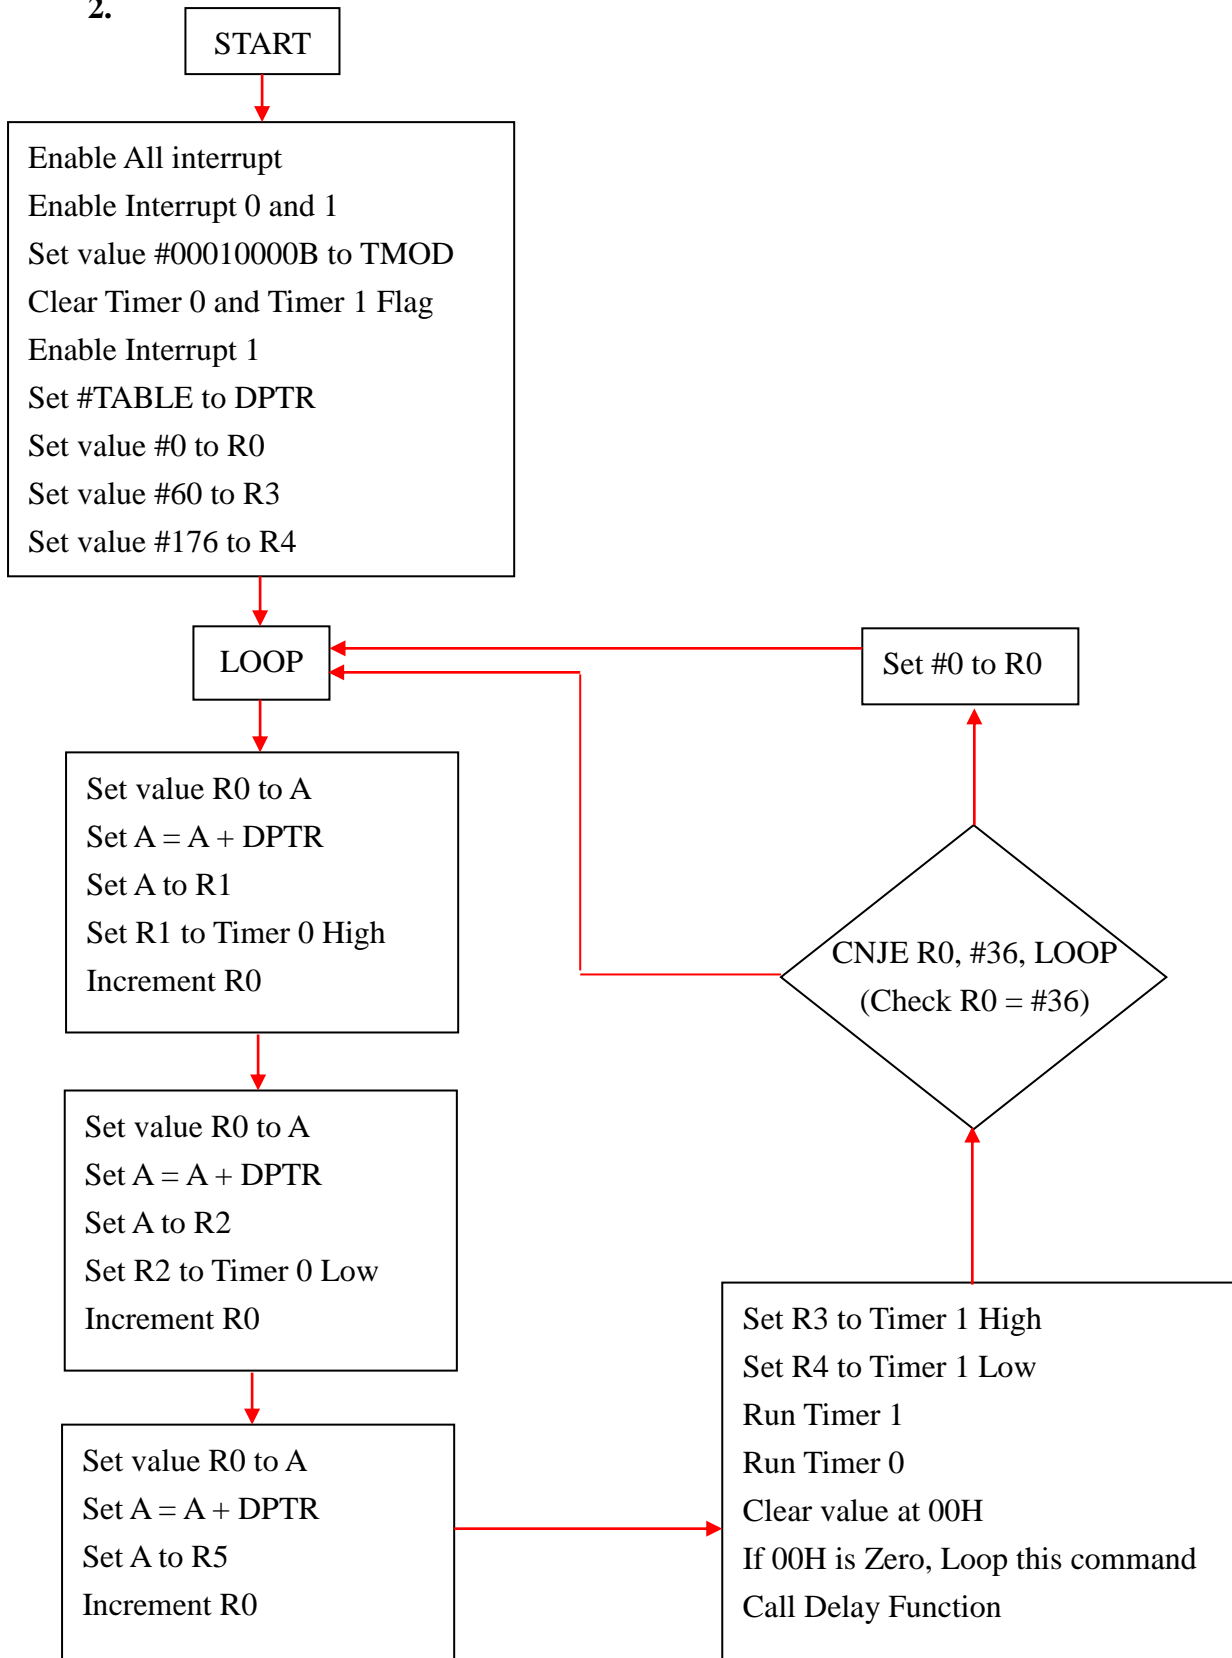 2.
START
Enable All interrupt
Enable Interrupt 0 and 1
Set value #00010000B to TMOD
Clear Timer 0 and Timer 1 Flag
Enable Interrupt 1
Set #TABLE to DPTR
Set value #0 to R0
Set value #60 to R3
Set value #176 to R4
LOOP
Set value R0 to A
Set A = A + DPTR
Set A to R1
Set R1 to Timer 0 High
Increment R0
Set value R0 to A
Set A = A + DPTR
Set A to R2
Set R2 to Timer 0 Low
Increment R0
Set value R0 to A
Set A = A + DPTR
Set A to R5
Increment R0
Set R3 to Timer 1 High
Set R4 to Timer 1 Low
Run Timer 1
Run Timer 0
Clear value at 00H
If 00H is Zero, Loop this command
Call Delay Function
CNJE R0, #36, LOOP
(Check R0 = #36)
Set #0 to R0